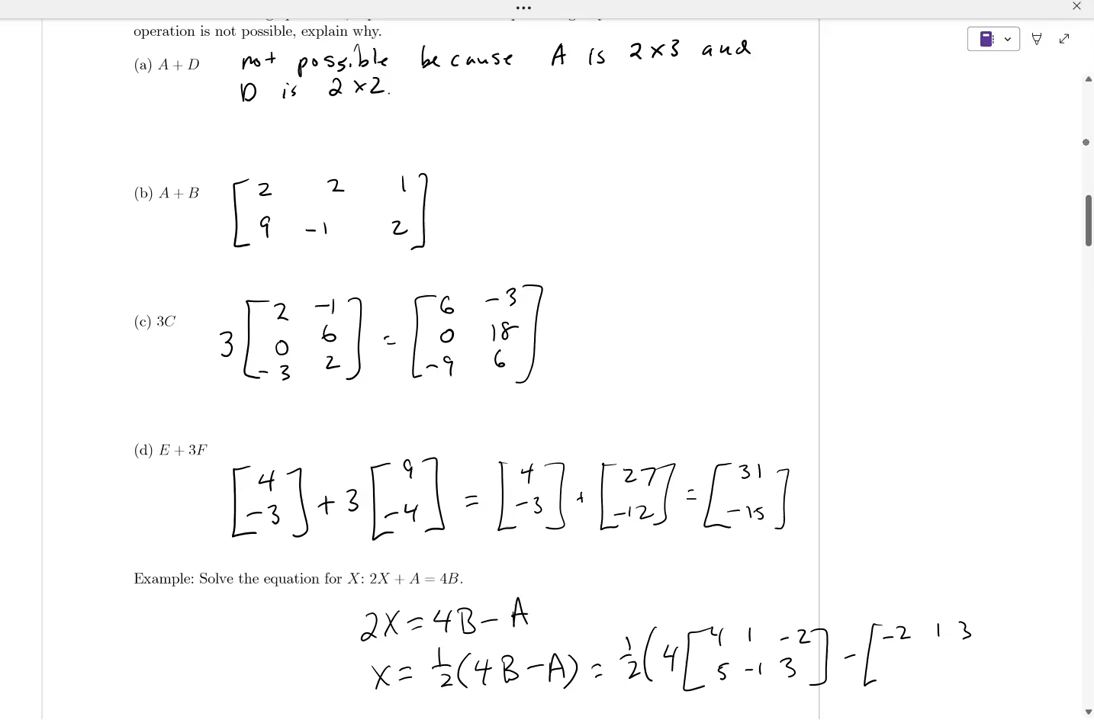 operation is not possible, explain why.
(a) A + D not possible because A is 2×3 and
D is 2×2.
(b) A + B [2 2 1
9 -1 2]
(c) 3C 3[2 -1
0 6
-3 2] = [6 -3
0 18
-9 6]
(d) E + 3F [4
-3] + 3[9
-4] = [4
-3] + [27
-12] = [31
-15]
Example: Solve the equation for X: 2X + A = 4B.
2X = 4B - A
X = 1/2(4B - A) = 1/2(4[4 1 -2
5 -1 3] - [-2 1 3